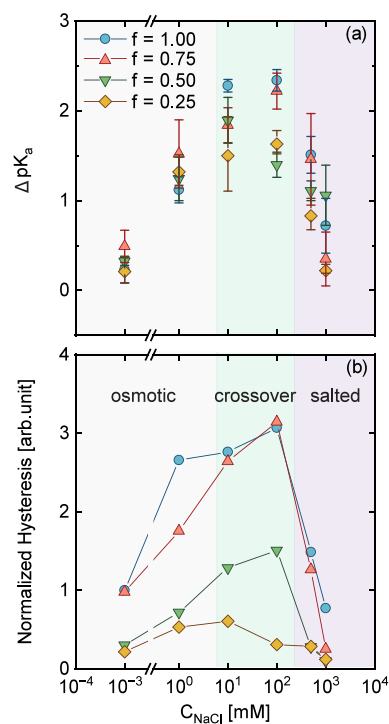 (a)
f = 1.00
f = 0.75
f = 0.50
f = 0.25
ΔpKₐ
3
2
1
0
(b)
osmotic crossover salted
Normalized Hysteresis [arb.unit]
4
3
2
1
0
10⁻⁴ 10⁻³ 10⁰ 10¹ 10² 10³ 10⁴
C_NaCl [mM]